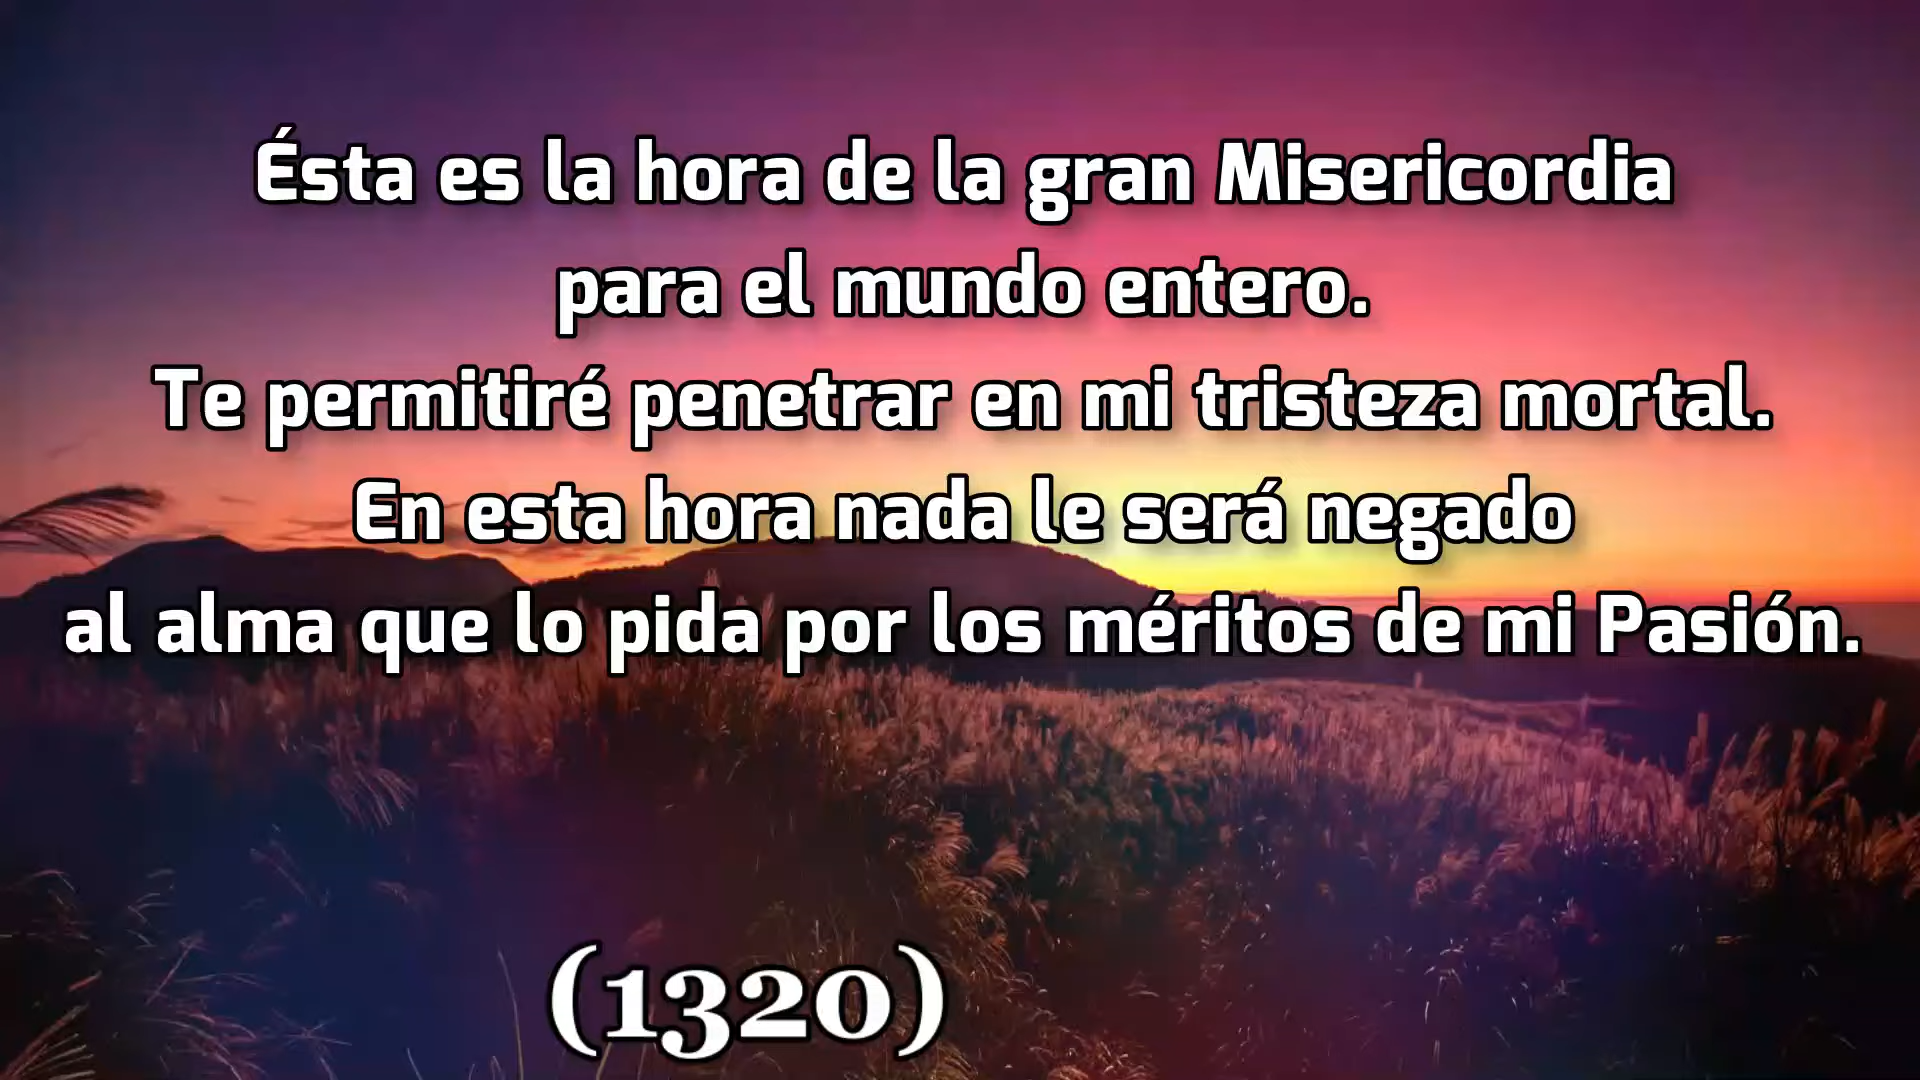 Ésta es la hora de la gran Misericordia
para el mundo entero.
Te permitiré penetrar en mi tristeza mortal.
En esta hora nada le será negado
al alma que lo pida por los méritos de mi Pasión.
(1320)